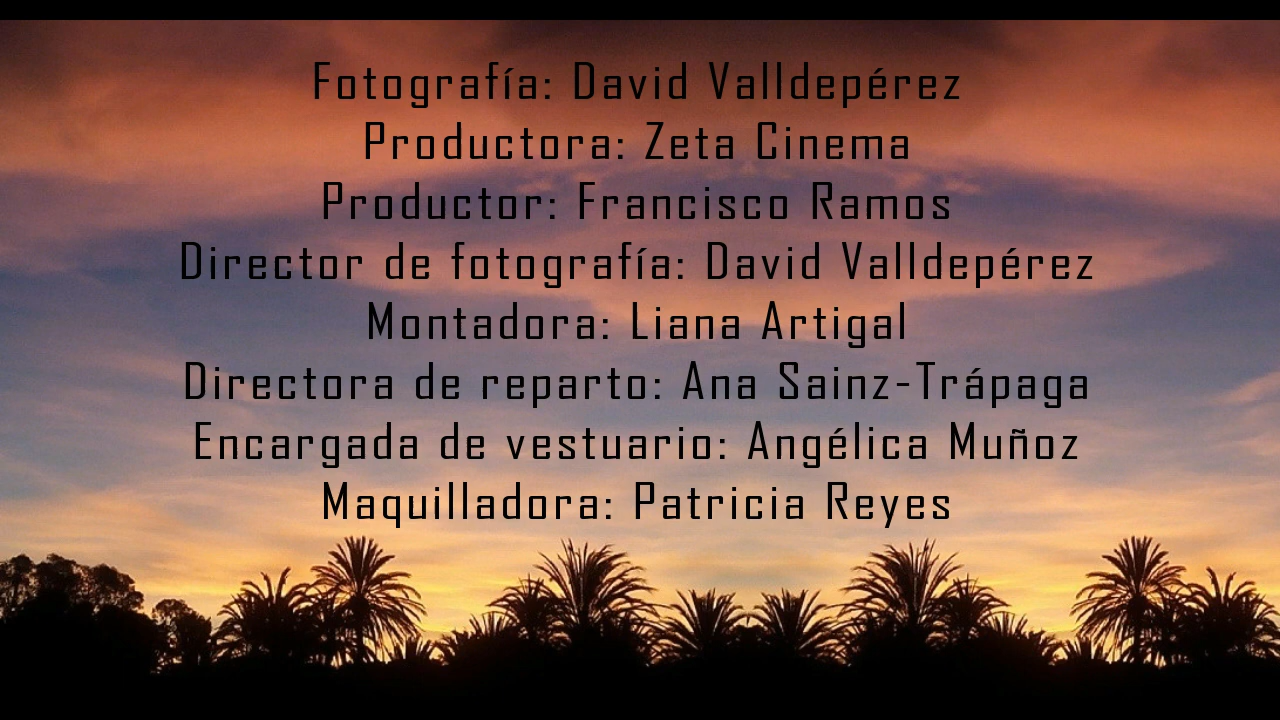 Fotografía: David Valldepérez
Productora: Zeta Cinema
Productor: Francisco Ramos
Director de fotografía: David Valldepérez
Montadora: Liana Artigal
Directora de reparto: Ana Sainz-Trápaga
Encargada de vestuario: Angélica Muñoz
Maquilladora: Patricia Reyes